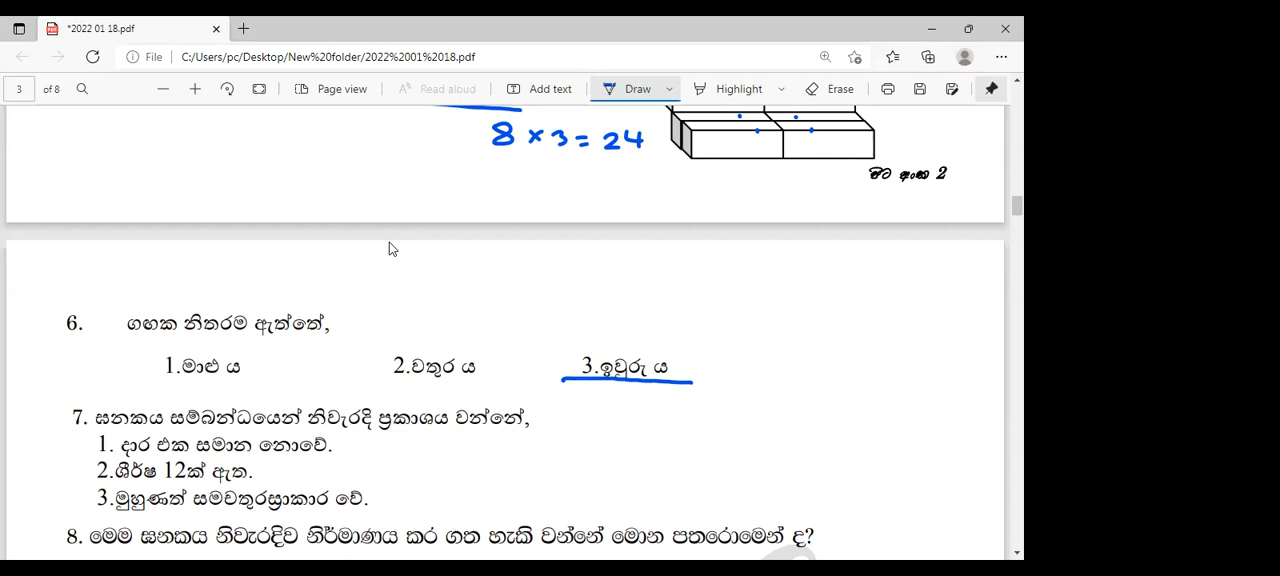 *2022 01 18.pdf
File C:/Users/pc/Desktop/New%20folder/2022%2001%2018.pdf
3 of 8 Page view Read aloud Add text Draw Highlight Erase
8 × 3 = 24
පිට අංක 2
6. ගඟක නිතරම ඇත්තේ,
1.මාළු ය 2.වතුර ය 3.ඉවුරු ය
7. ඝනකය සම්බන්ධයෙන් නිවැරදි ප්‍රකාශය වන්නේ,
1. දාර එක සමාන නොවේ.
2.ශීර්ෂ 12ක් ඇත.
3.මුහුණත් සමචතුරස්‍රාකාර වේ.
8. මෙම ඝනකය නිවැරදිව නිර්මාණය කර ගත හැකි වන්නේ මොන පතරොමෙන් ද?